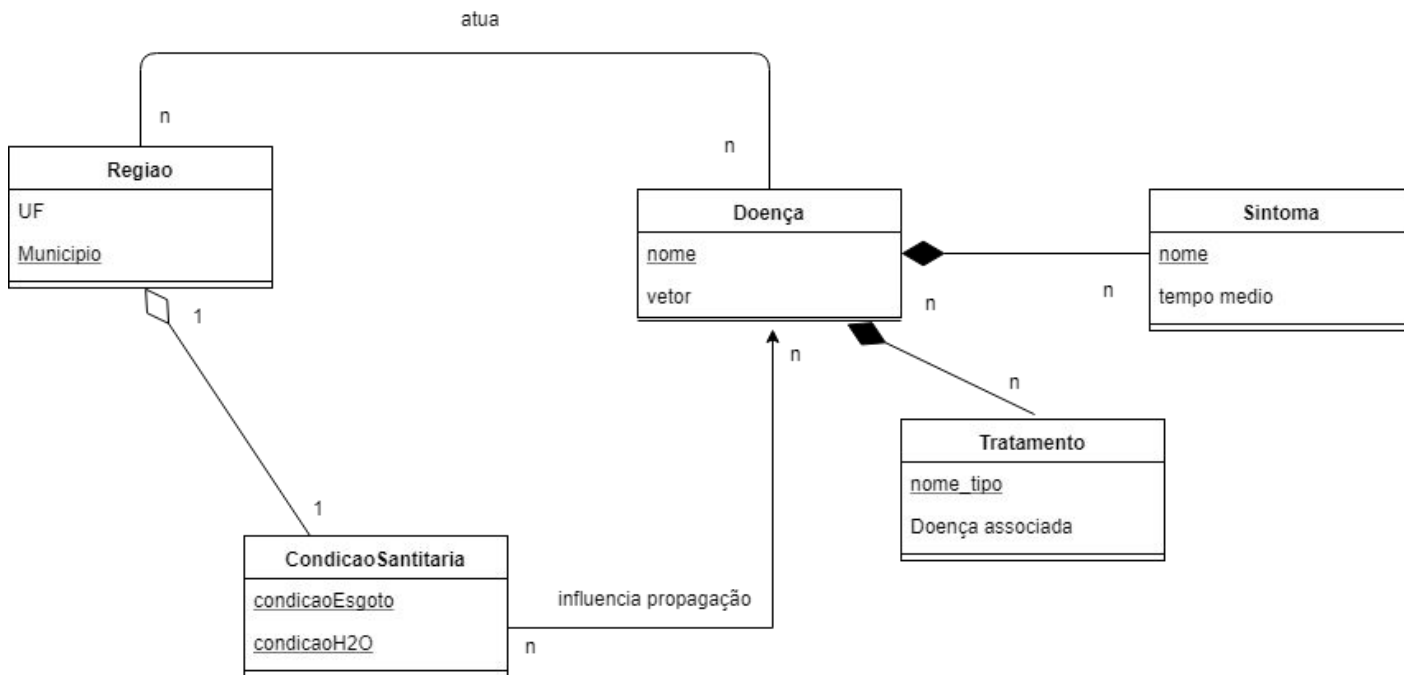 atua
n
n
Regiao
UF
Municipio
1
Doença
nome
vetor
n
n
Sintoma
nome
tempo medio
n
n
Tratamento
nome_tipo
Doença associada
1
CondicaoSantitaria
condicaoEsgoto
condicaoH2O
influencia propagação
n